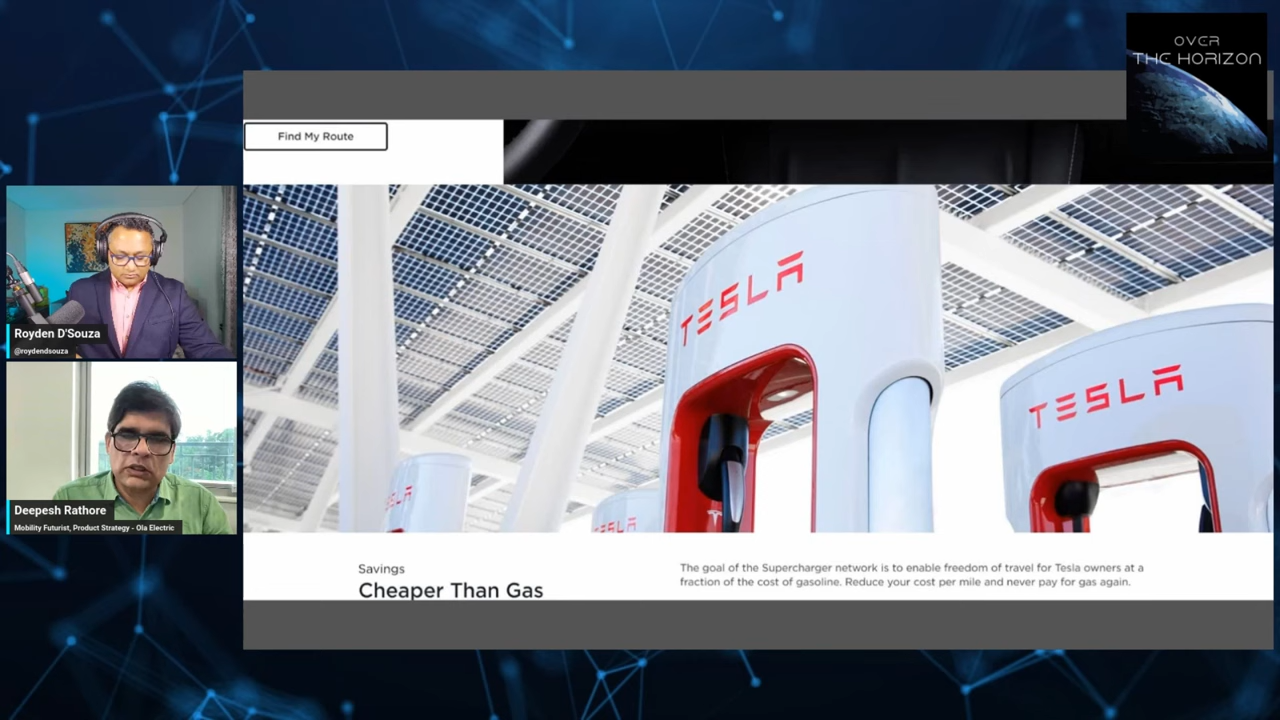 OVER
THE HORIZON
Find My Route
TESLA
TESLA
Royden D'Souza
@roydendsouza
Deepesh Rathore
Mobility Futurist, Product Strategy - Ola Electric
Savings
Cheaper Than Gas
The goal of the Supercharger network is to enable freedom of travel for Tesla owners at a
fraction of the cost of gasoline. Reduce your cost per mile and never pay for gas again.